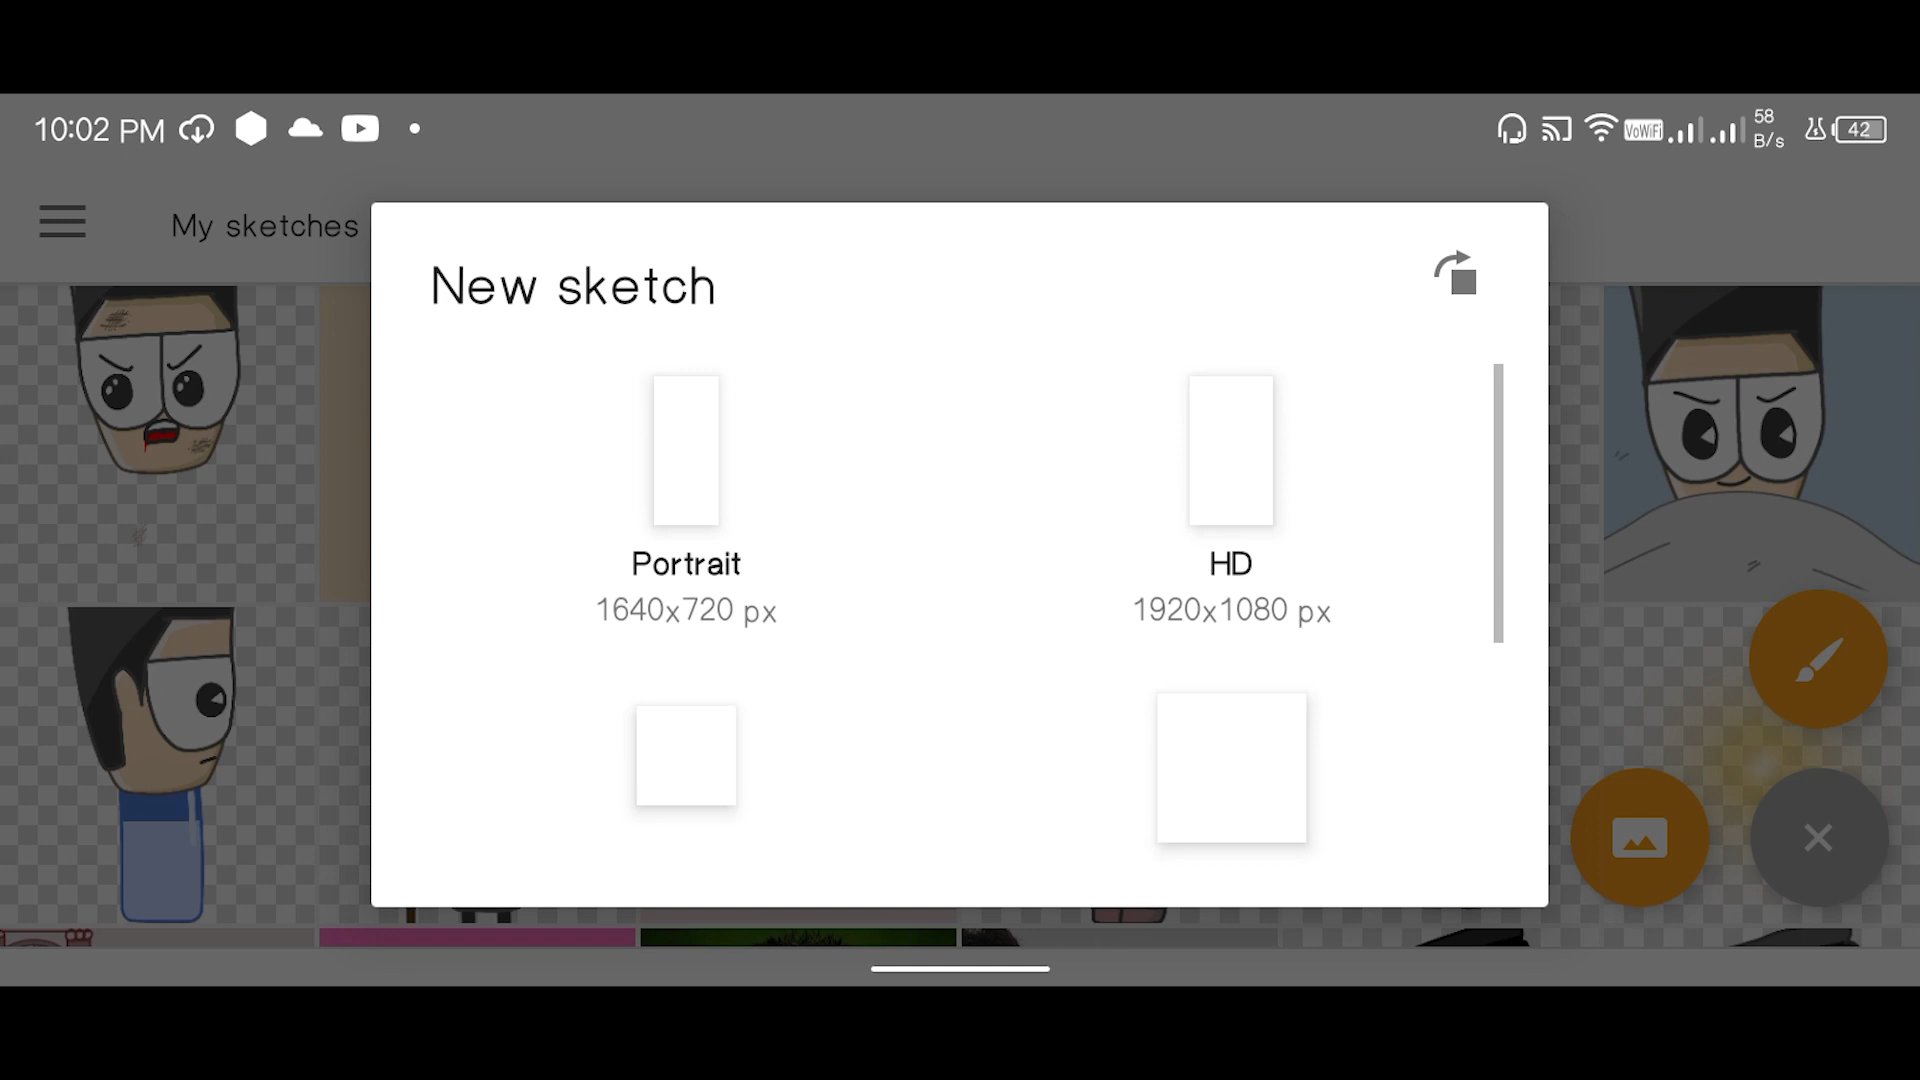 10:02 PM
VoWiFi
58
B/s
42
My sketches
New sketch
Portrait
1640x720 px
HD
1920x1080 px